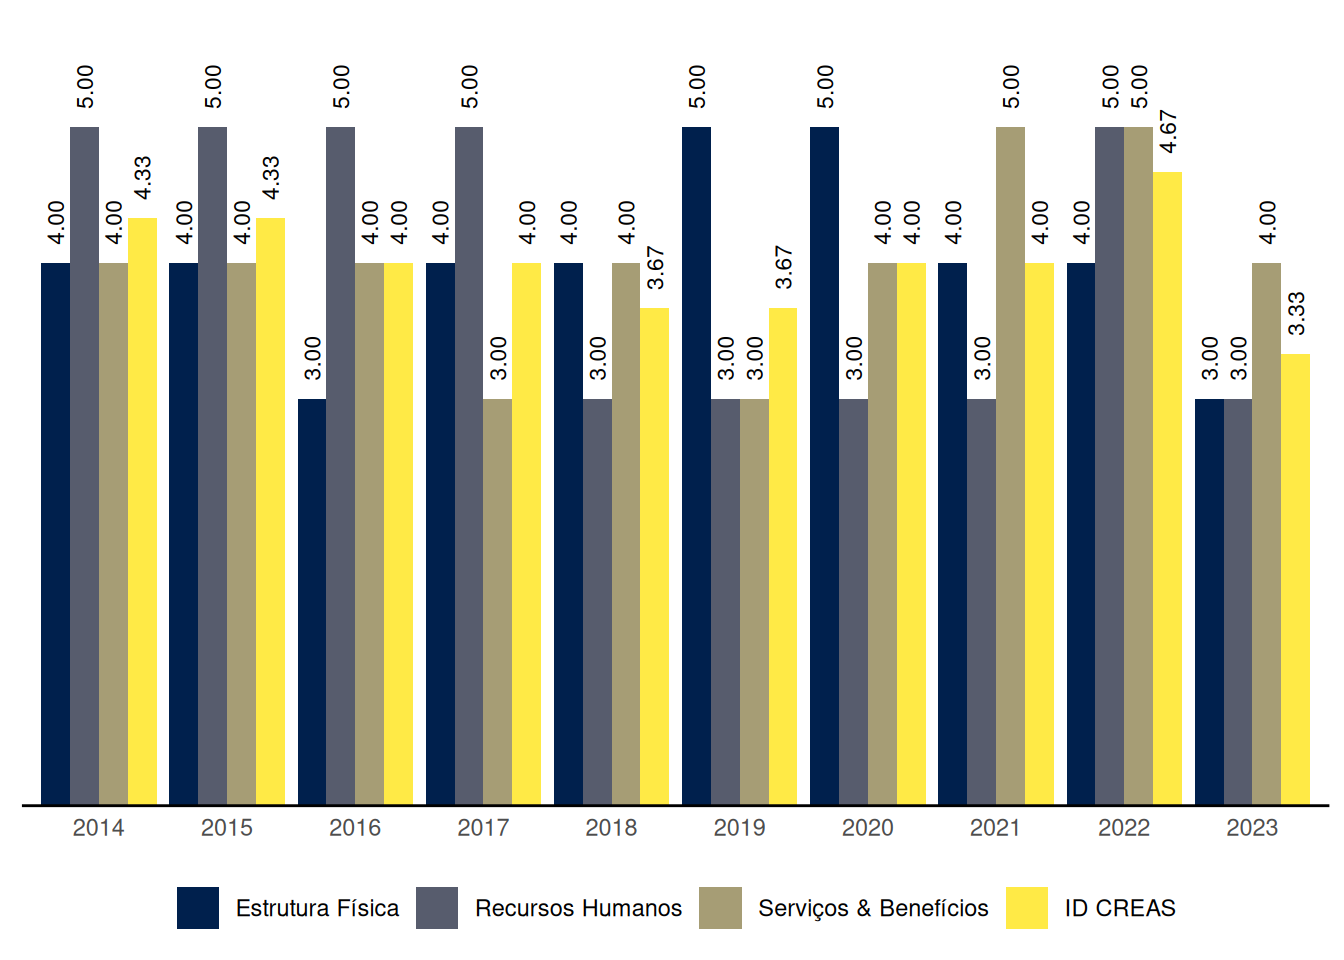 4.00 5.00 4.00 4.33 4.00 5.00 4.00 4.33 3.00 5.00 4.00 4.00 4.00 5.00 3.00 4.00 4.00 3.00 4.00 3.67 5.00 3.00 3.00 3.67 5.00 3.00 4.00 4.00 4.00 3.00 5.00 4.00 4.00 5.00 5.00 4.67 3.00 3.00 4.00 3.33
2014 2015 2016 2017 2018 2019 2020 2021 2022 2023
Estrutura Física Recursos Humanos Serviços & Benefícios ID CREAS